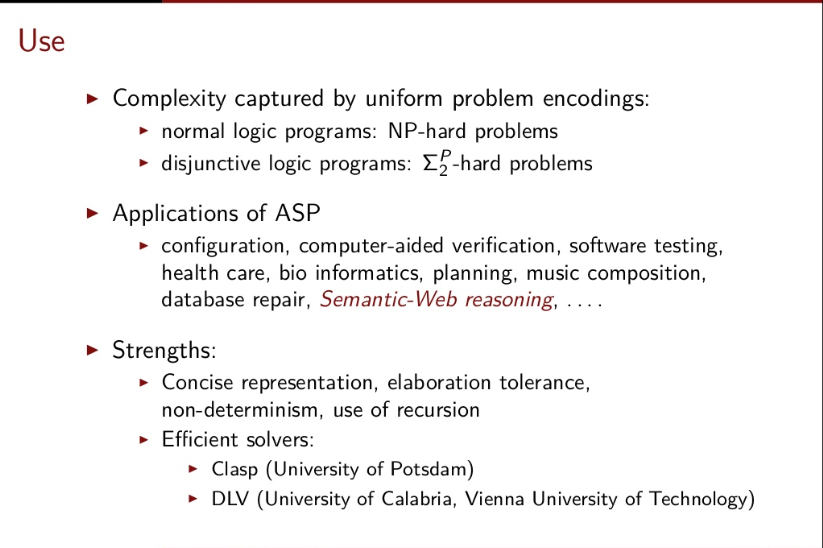 Use
▶ Complexity captured by uniform problem encodings:
▶ normal logic programs: NP-hard problems
▶ disjunctive logic programs: Σ₂ᴾ-hard problems
▶ Applications of ASP
▶ configuration, computer-aided verification, software testing,
health care, bio informatics, planning, music composition,
database repair, Semantic-Web reasoning, . . . .
▶ Strengths:
▶ Concise representation, elaboration tolerance,
non-determinism, use of recursion
▶ Efficient solvers:
▶ Clasp (University of Potsdam)
▶ DLV (University of Calabria, Vienna University of Technology)